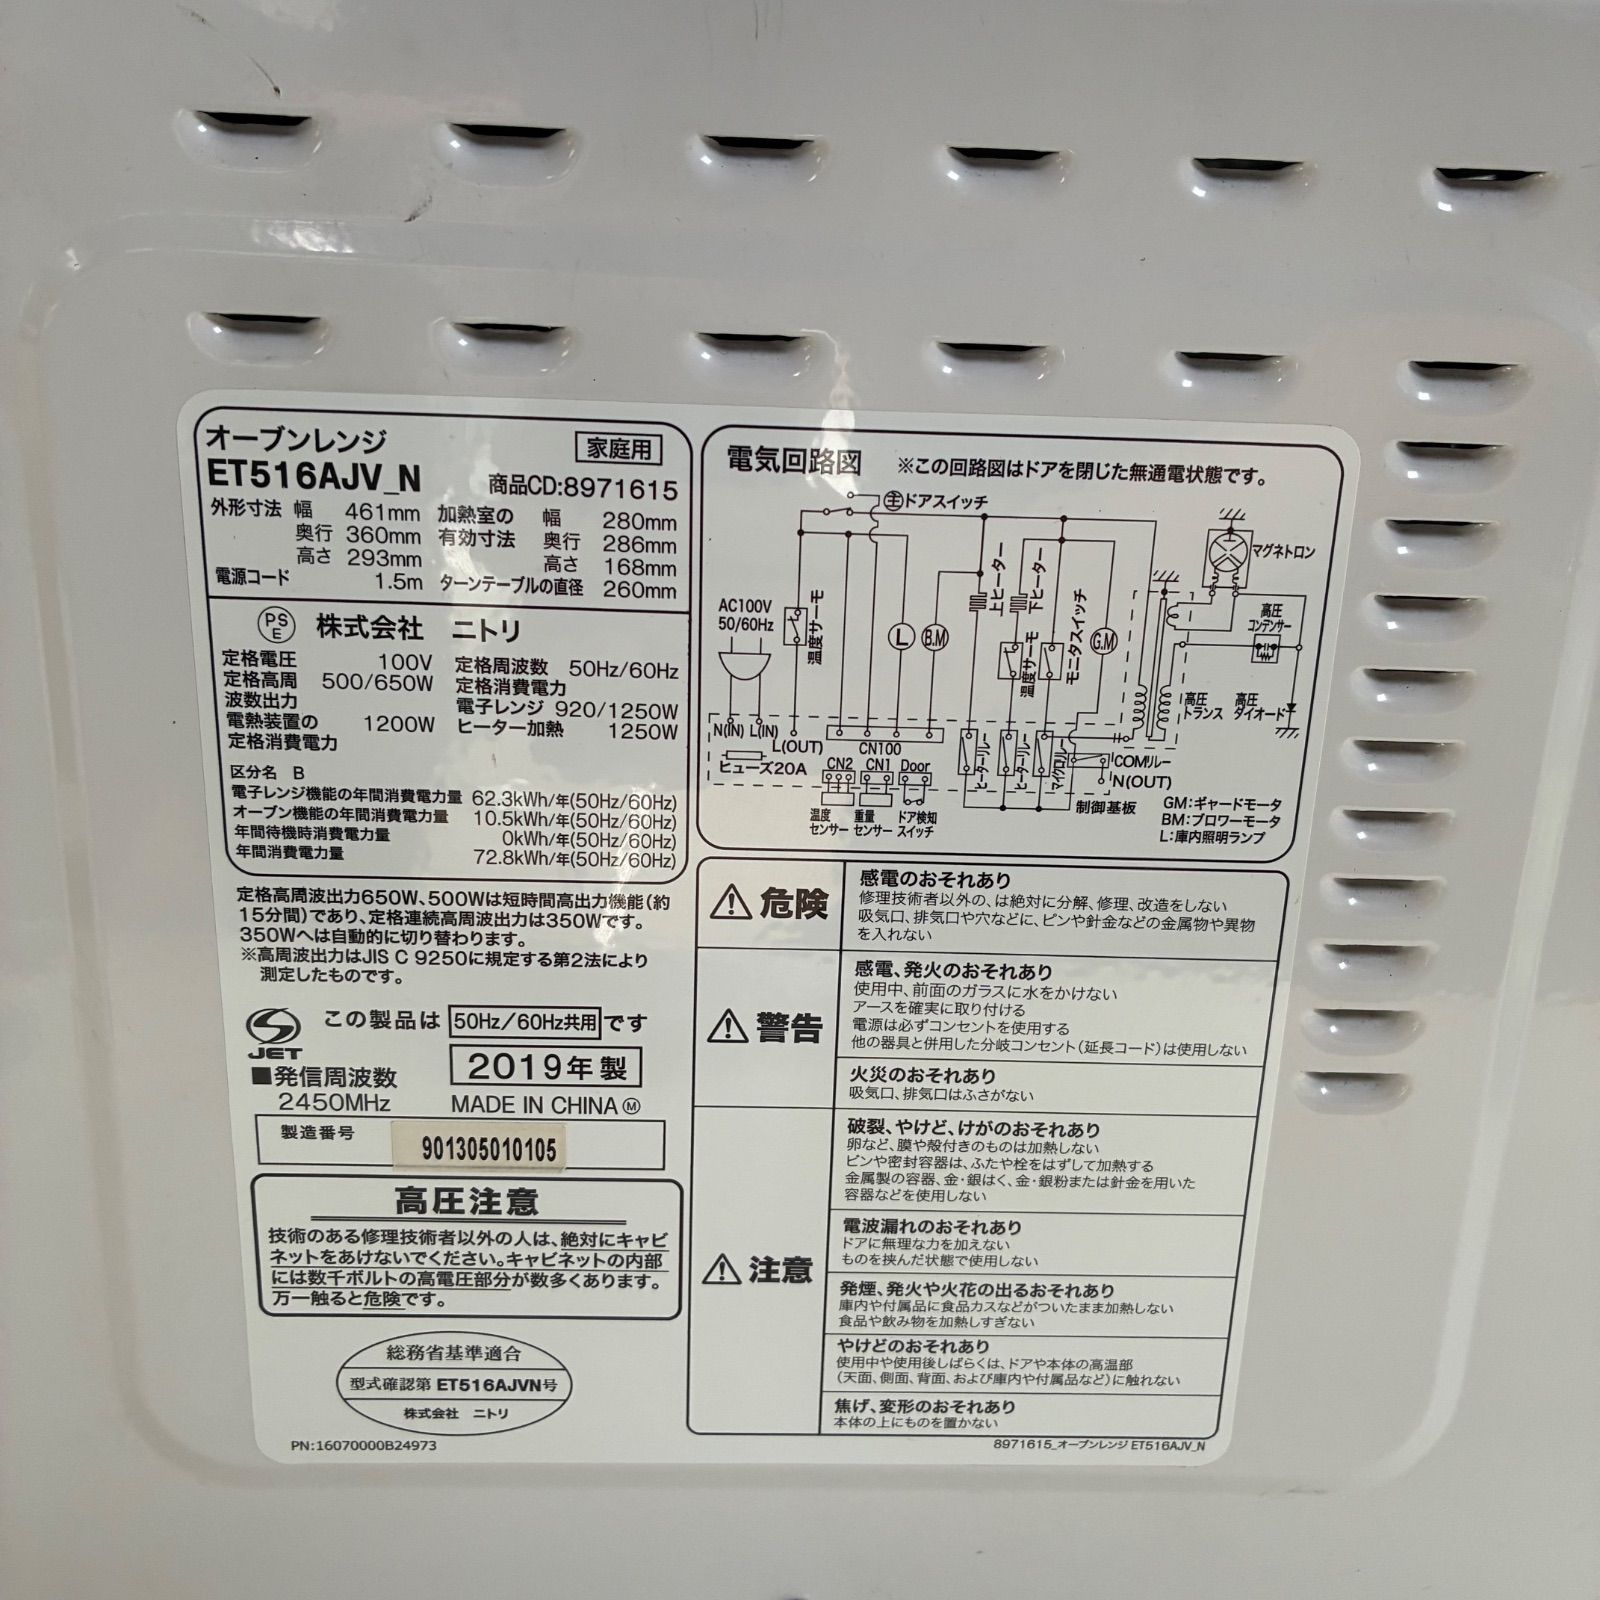 オーブンレンジ 家庭用
ET516AJV_N 商品CD:8971615
外形寸法 幅 461mm 加熱室の 幅 280mm
奥行 360mm 有効寸法 奥行 286mm
高さ 293mm 高さ 168mm
電源コード 1.5m ターンテーブルの直径 260mm
PS E 株式会社 ニトリ
定格電圧 100V 定格周波数 50Hz/60Hz
定格高周 500/650W 定格消費電力
波数出力 電子レンジ 920/1250W
電熱装置の 1200W ヒーター加熱 1250W
定格消費電力
区分名 B
電子レンジ機能の年間消費電力量 62.3kWh/年(50Hz/60Hz)
オーブン機能の年間消費電力量 10.5kWh/年(50Hz/60Hz)
年間待機時消費電力量 0kWh/年(50Hz/60Hz)
年間消費電力量 72.8kWh/年(50Hz/60Hz)
定格高周波出力650W、500Wは短時間高出力機能(約
15分間)であり、定格連続高周波出力は350Wです。
350Wへは自動的に切り替わります。
※高周波出力はJIS C 9250に規定する第2法により
測定したものです。
JET この製品は 50Hz/60Hz共用 です
2019年製
■発信周波数
2450MHz MADE IN CHINA Ⓜ
製造番号 901305010105
高圧注意
技術のある修理技術者以外の人は、絶対にキャビ
ネットをあけないでください。キャビネットの内部
には数千ボルトの高電圧部分が数多くあります。
万一触ると危険です。
総務省基準適合
型式確認第 ET516AJVN号
株式会社 ニトリ
PN:16070000B24973
電気回路図 ※この回路図はドアを閉じた無通電状態です。
主ドアスイッチ
マグネトロン
AC100V
50/60Hz
温度サーモ
L
B.M
上ヒーター
下ヒーター
温度サーモ
モニタスイッチ
G.M
高圧
コンデンサー
高圧
トランス
高圧
ダイオード
N(IN) L(IN)
L(OUT)
ヒューズ20A
CN100
CN2 CN1 Door
温度
センサー
重量
センサー
ドア検知
スイッチ
ヒーターリレー
ヒーターリレー
マイクロリレー
COMリレー
N(OUT)
制御基板
GM:ギャードモータ
BM:ブロワーモータ
L:庫内照明ランプ
危険
感電のおそれあり
修理技術者以外の、は絶対に分解、修理、改造をしない
吸気口、排気口や穴などに、ピンや針金などの金属物や異物
を入れない
警告
感電、発火のおそれあり
使用中、前面のガラスに水をかけない
アースを確実に取り付ける
電源は必ずコンセントを使用する
他の器具と併用した分岐コンセント(延長コード)は使用しない
火災のおそれあり
吸気口、排気口はふさがない
注意
破裂、やけど、けがのおそれあり
卵など、膜や殻付きのものは加熱しない
ビンや密封容器は、ふたや栓をはずして加熱する
金属製の容器、金・銀はく、金・銀粉または針金を用いた
容器などを使用しない
電波漏れのおそれあり
ドアに無理な力を加えない
ものを挟んだ状態で使用しない
発煙、発火や火花の出るおそれあり
庫内や付属品に食品カスなどがついたまま加熱しない
食品や飲み物を加熱しすぎない
やけどのおそれあり
使用中や使用後しばらくは、ドアや本体の高温部
(天面、側面、背面、および庫内や付属品など)に触れない
焦げ、変形のおそれあり
本体の上にものを置かない
8971615_オーブンレンジ ET516AJV_N